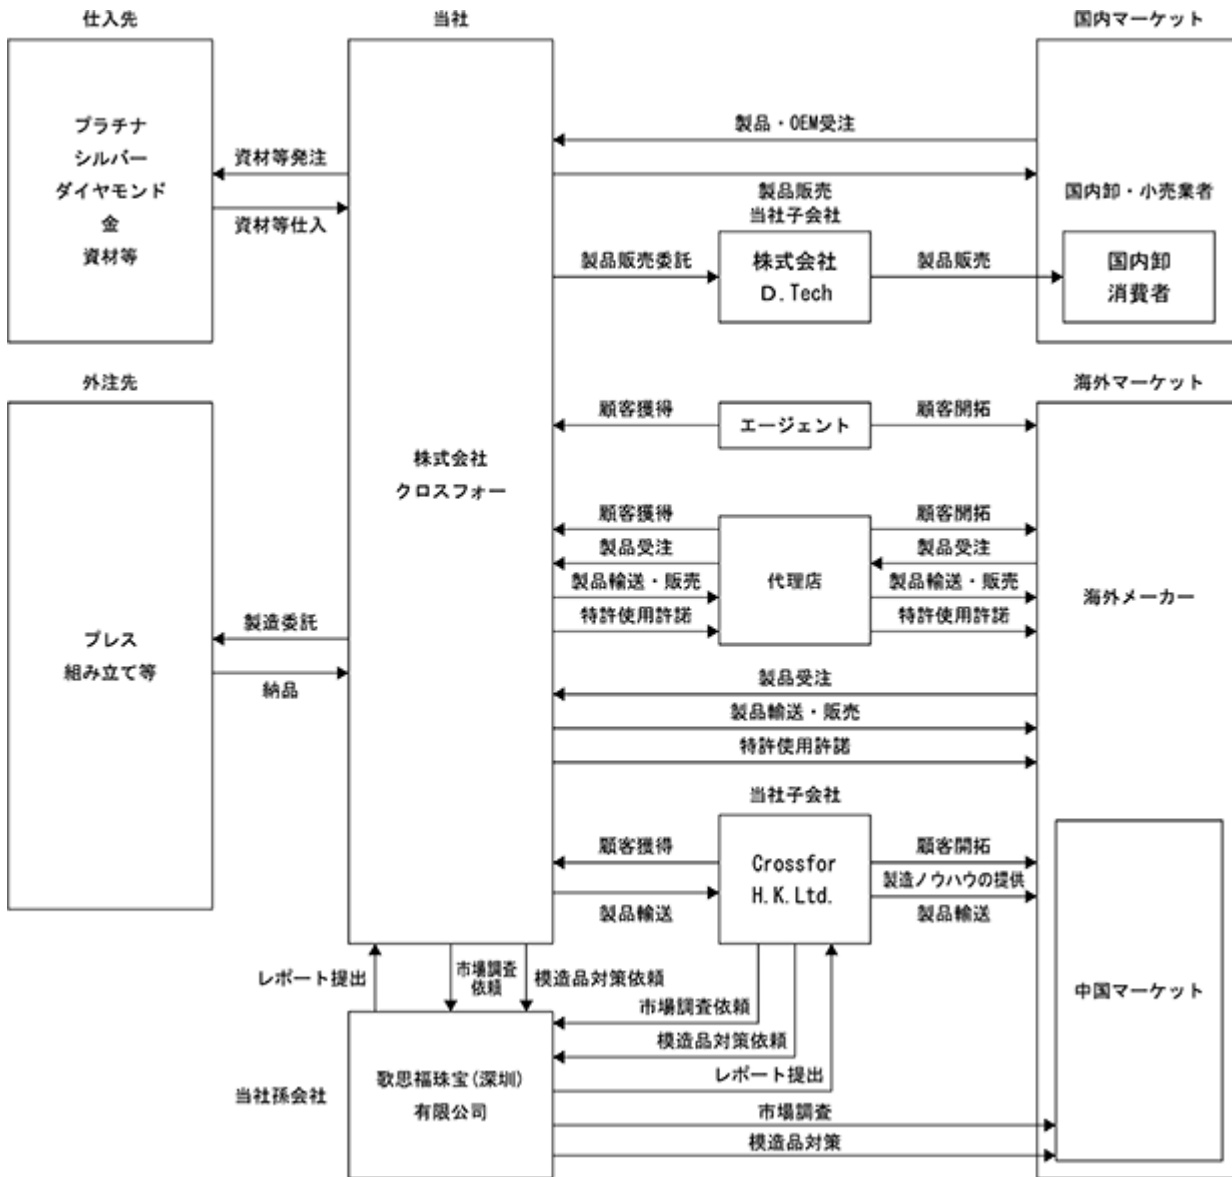 仕入先
当社
国内マーケット
プラチナ
シルバー
ダイヤモンド
金
資材等
資材等発注
資材等仕入
製品・OEM受注
製品販売
国内卸・小売業者
当社子会社
製品販売委託
株式会社
D.Tech
製品販売
国内卸
消費者
外注先
海外マーケット
株式会社
クロスフォー
顧客獲得
エージェント
顧客開拓
顧客獲得
顧客開拓
製品受注
製品受注
代理店
製品輸送・販売
製品輸送・販売
特許使用許諾
特許使用許諾
海外メーカー
プレス
組み立て等
製造委託
納品
製品受注
製品輸送・販売
特許使用許諾
当社子会社
顧客獲得
Crossfor
H.K.Ltd.
顧客開拓
製造ノウハウの提供
製品輸送
製品輸送
レポート提出
市場調査
依頼
模造品対策依頼
市場調査依頼
模造品対策依頼
レポート提出
中国マーケット
当社孫会社
歌思福珠宝(深圳)
有限公司
市場調査
模造品対策